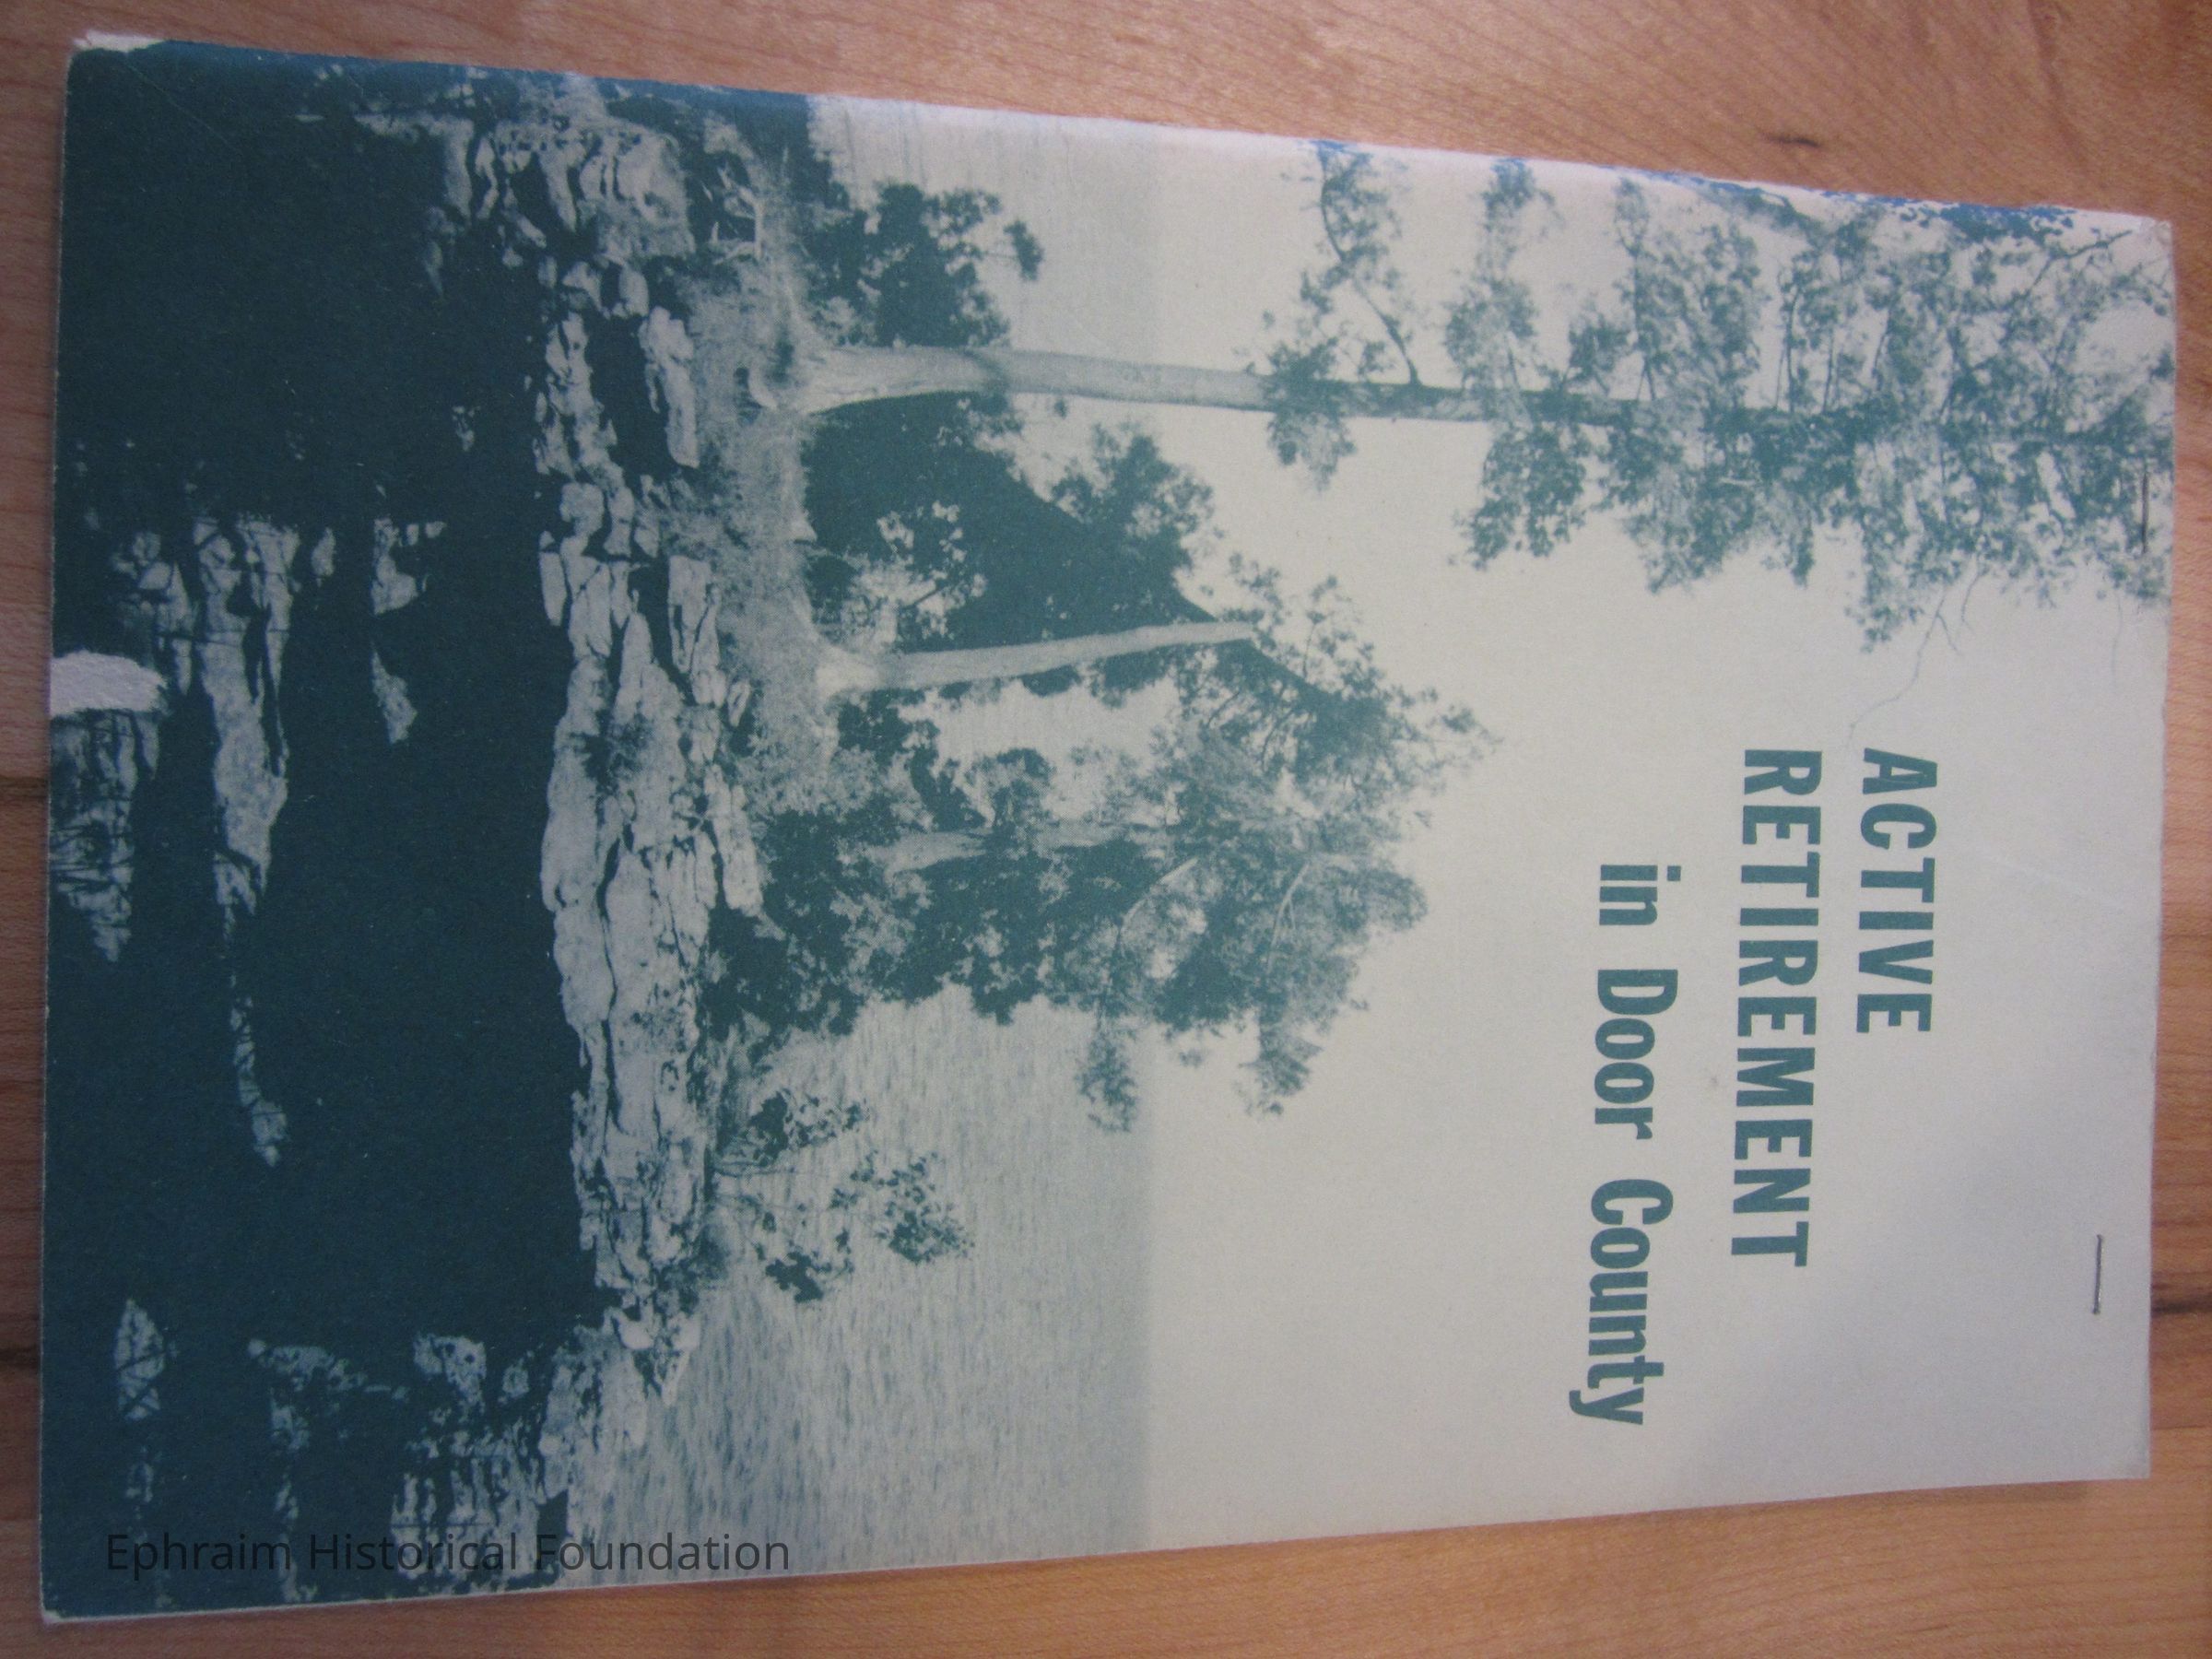 ACTIVE
RETIREMENT
in Door County
Ephraim Historical Foundation